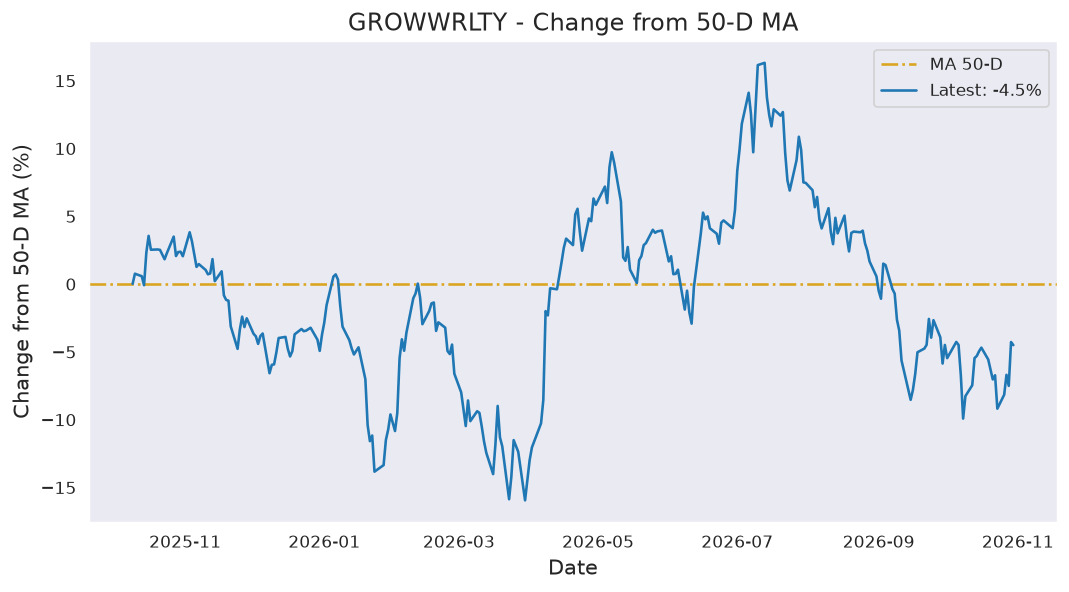 GROWWRLTY - Change from 50-D MA
MA 50-D
Latest: -4.5%
Change from 50-D MA (%)
15
10
5
0
−5
−10
−15
2025-11
2026-01
2026-03
2026-05
2026-07
2026-09
2026-11
Date